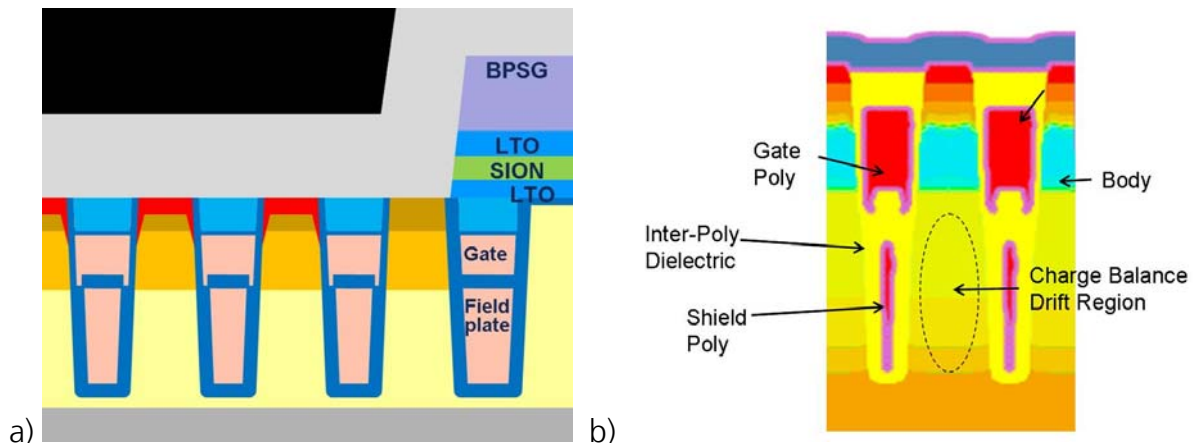 BPSG
LTO
SION
LTO
Gate
Field
plate
a)
Gate
Poly
Body
Inter-Poly
Dielectric
Charge Balance
Drift Region
Shield
Poly
b)